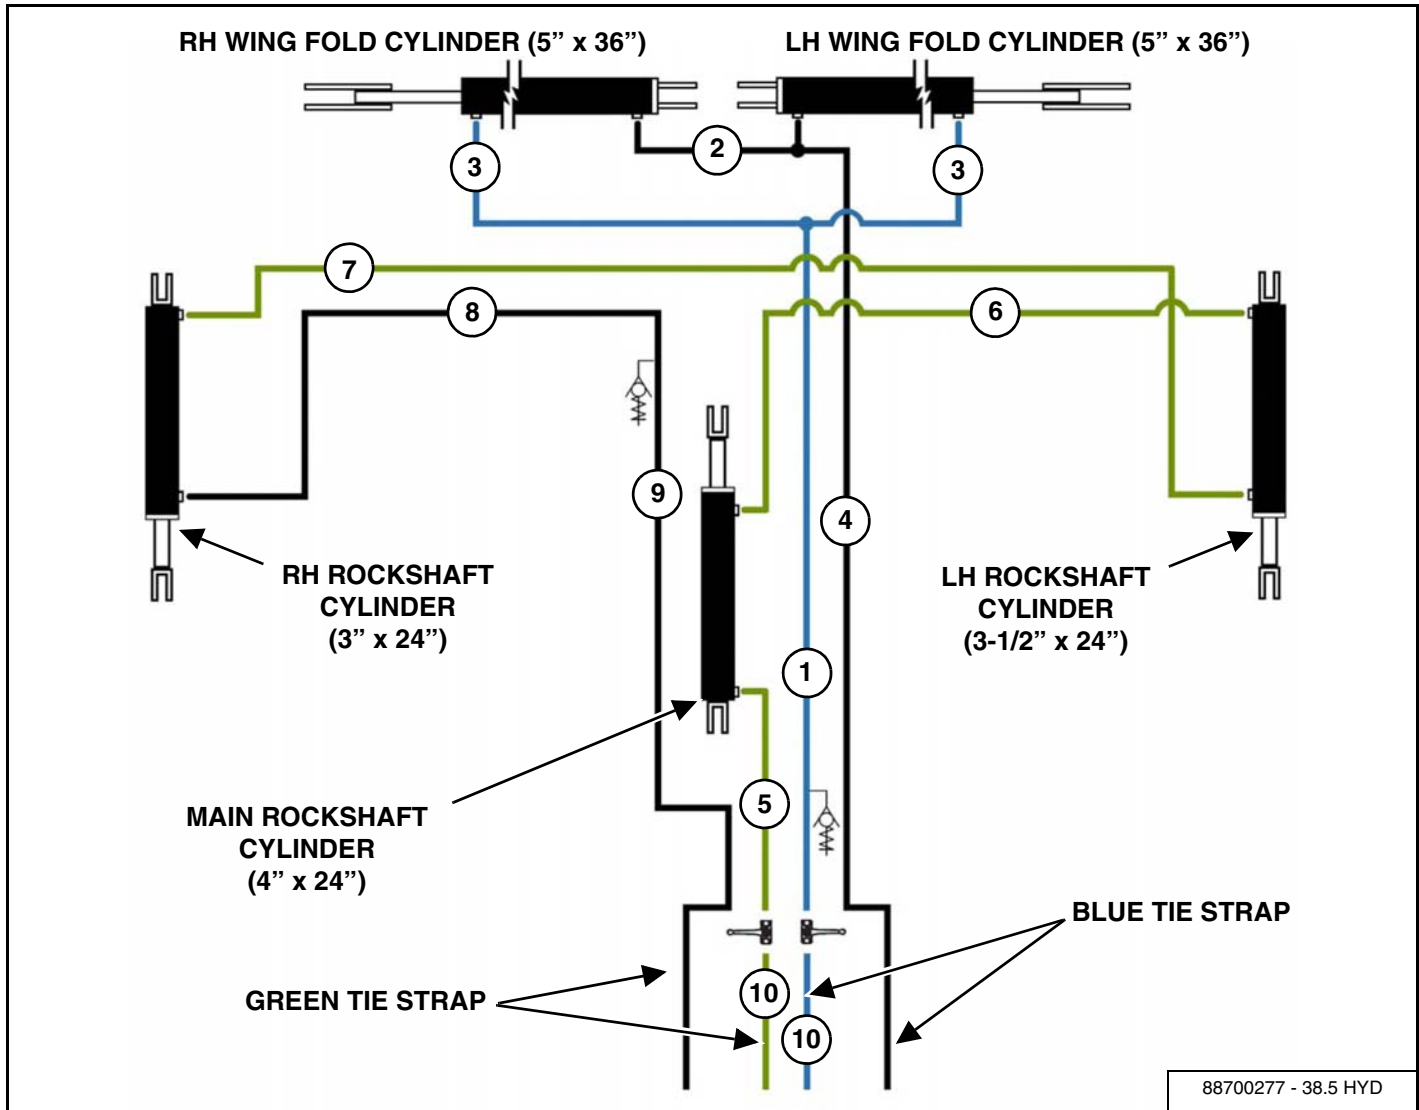 RH WING FOLD CYLINDER (5” x 36”)
LH WING FOLD CYLINDER (5” x 36”)
2
3
3
7
8
6
9
4
RH ROCKSHAFT
CYLINDER
(3” x 24”)
LH ROCKSHAFT
CYLINDER
(3-1/2” x 24”)
1
5
MAIN ROCKSHAFT
CYLINDER
(4” x 24”)
BLUE TIE STRAP
GREEN TIE STRAP
10
10
88700277 - 38.5 HYD